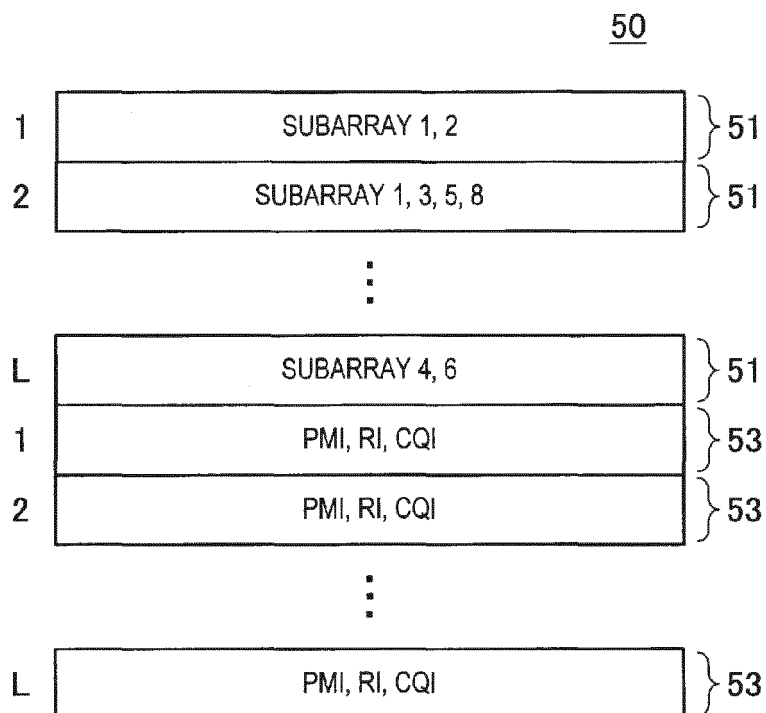 50
1 SUBARRAY 1, 2 51
2 SUBARRAY 1, 3, 5, 8 51
L SUBARRAY 4, 6 51
1 PMI, RI, CQI 53
2 PMI, RI, CQI 53
L PMI, RI, CQI 53